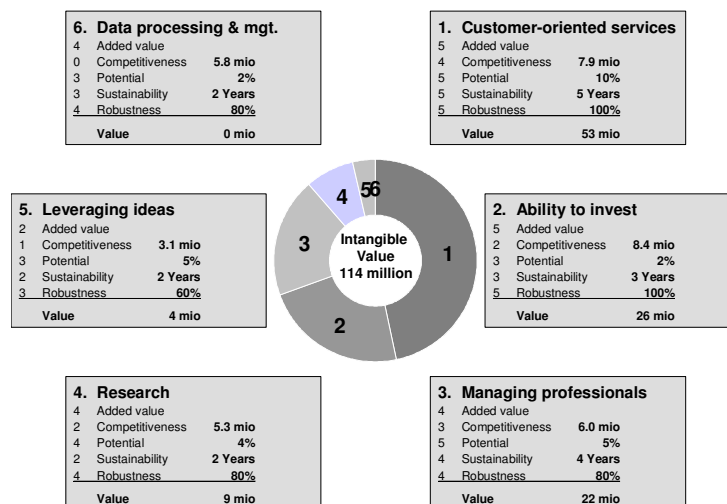 6. Data processing & mgt.
4 Added value
0 Competitiveness 5.8 mio
3 Potential 2%
3 Sustainability 2 Years
4 Robustness 80%
Value 0 mio
1. Customer-oriented services
5 Added value
4 Competitiveness 7.9 mio
5 Potential 10%
5 Sustainability 5 Years
5 Robustness 100%
Value 53 mio
5. Leveraging ideas
2 Added value
1 Competitiveness 3.1 mio
3 Potential 5%
2 Sustainability 2 Years
3 Robustness 60%
Value 4 mio
4
5
6
3
Intangible
Value
114 million
1
2
2. Ability to invest
5 Added value
2 Competitiveness 8.4 mio
3 Potential 2%
3 Sustainability 3 Years
5 Robustness 100%
Value 26 mio
4. Research
4 Added value
2 Competitiveness 5.3 mio
4 Potential 4%
2 Sustainability 2 Years
4 Robustness 80%
Value 9 mio
3. Managing professionals
4 Added value
3 Competitiveness 6.0 mio
5 Potential 5%
4 Sustainability 4 Years
4 Robustness 80%
Value 22 mio